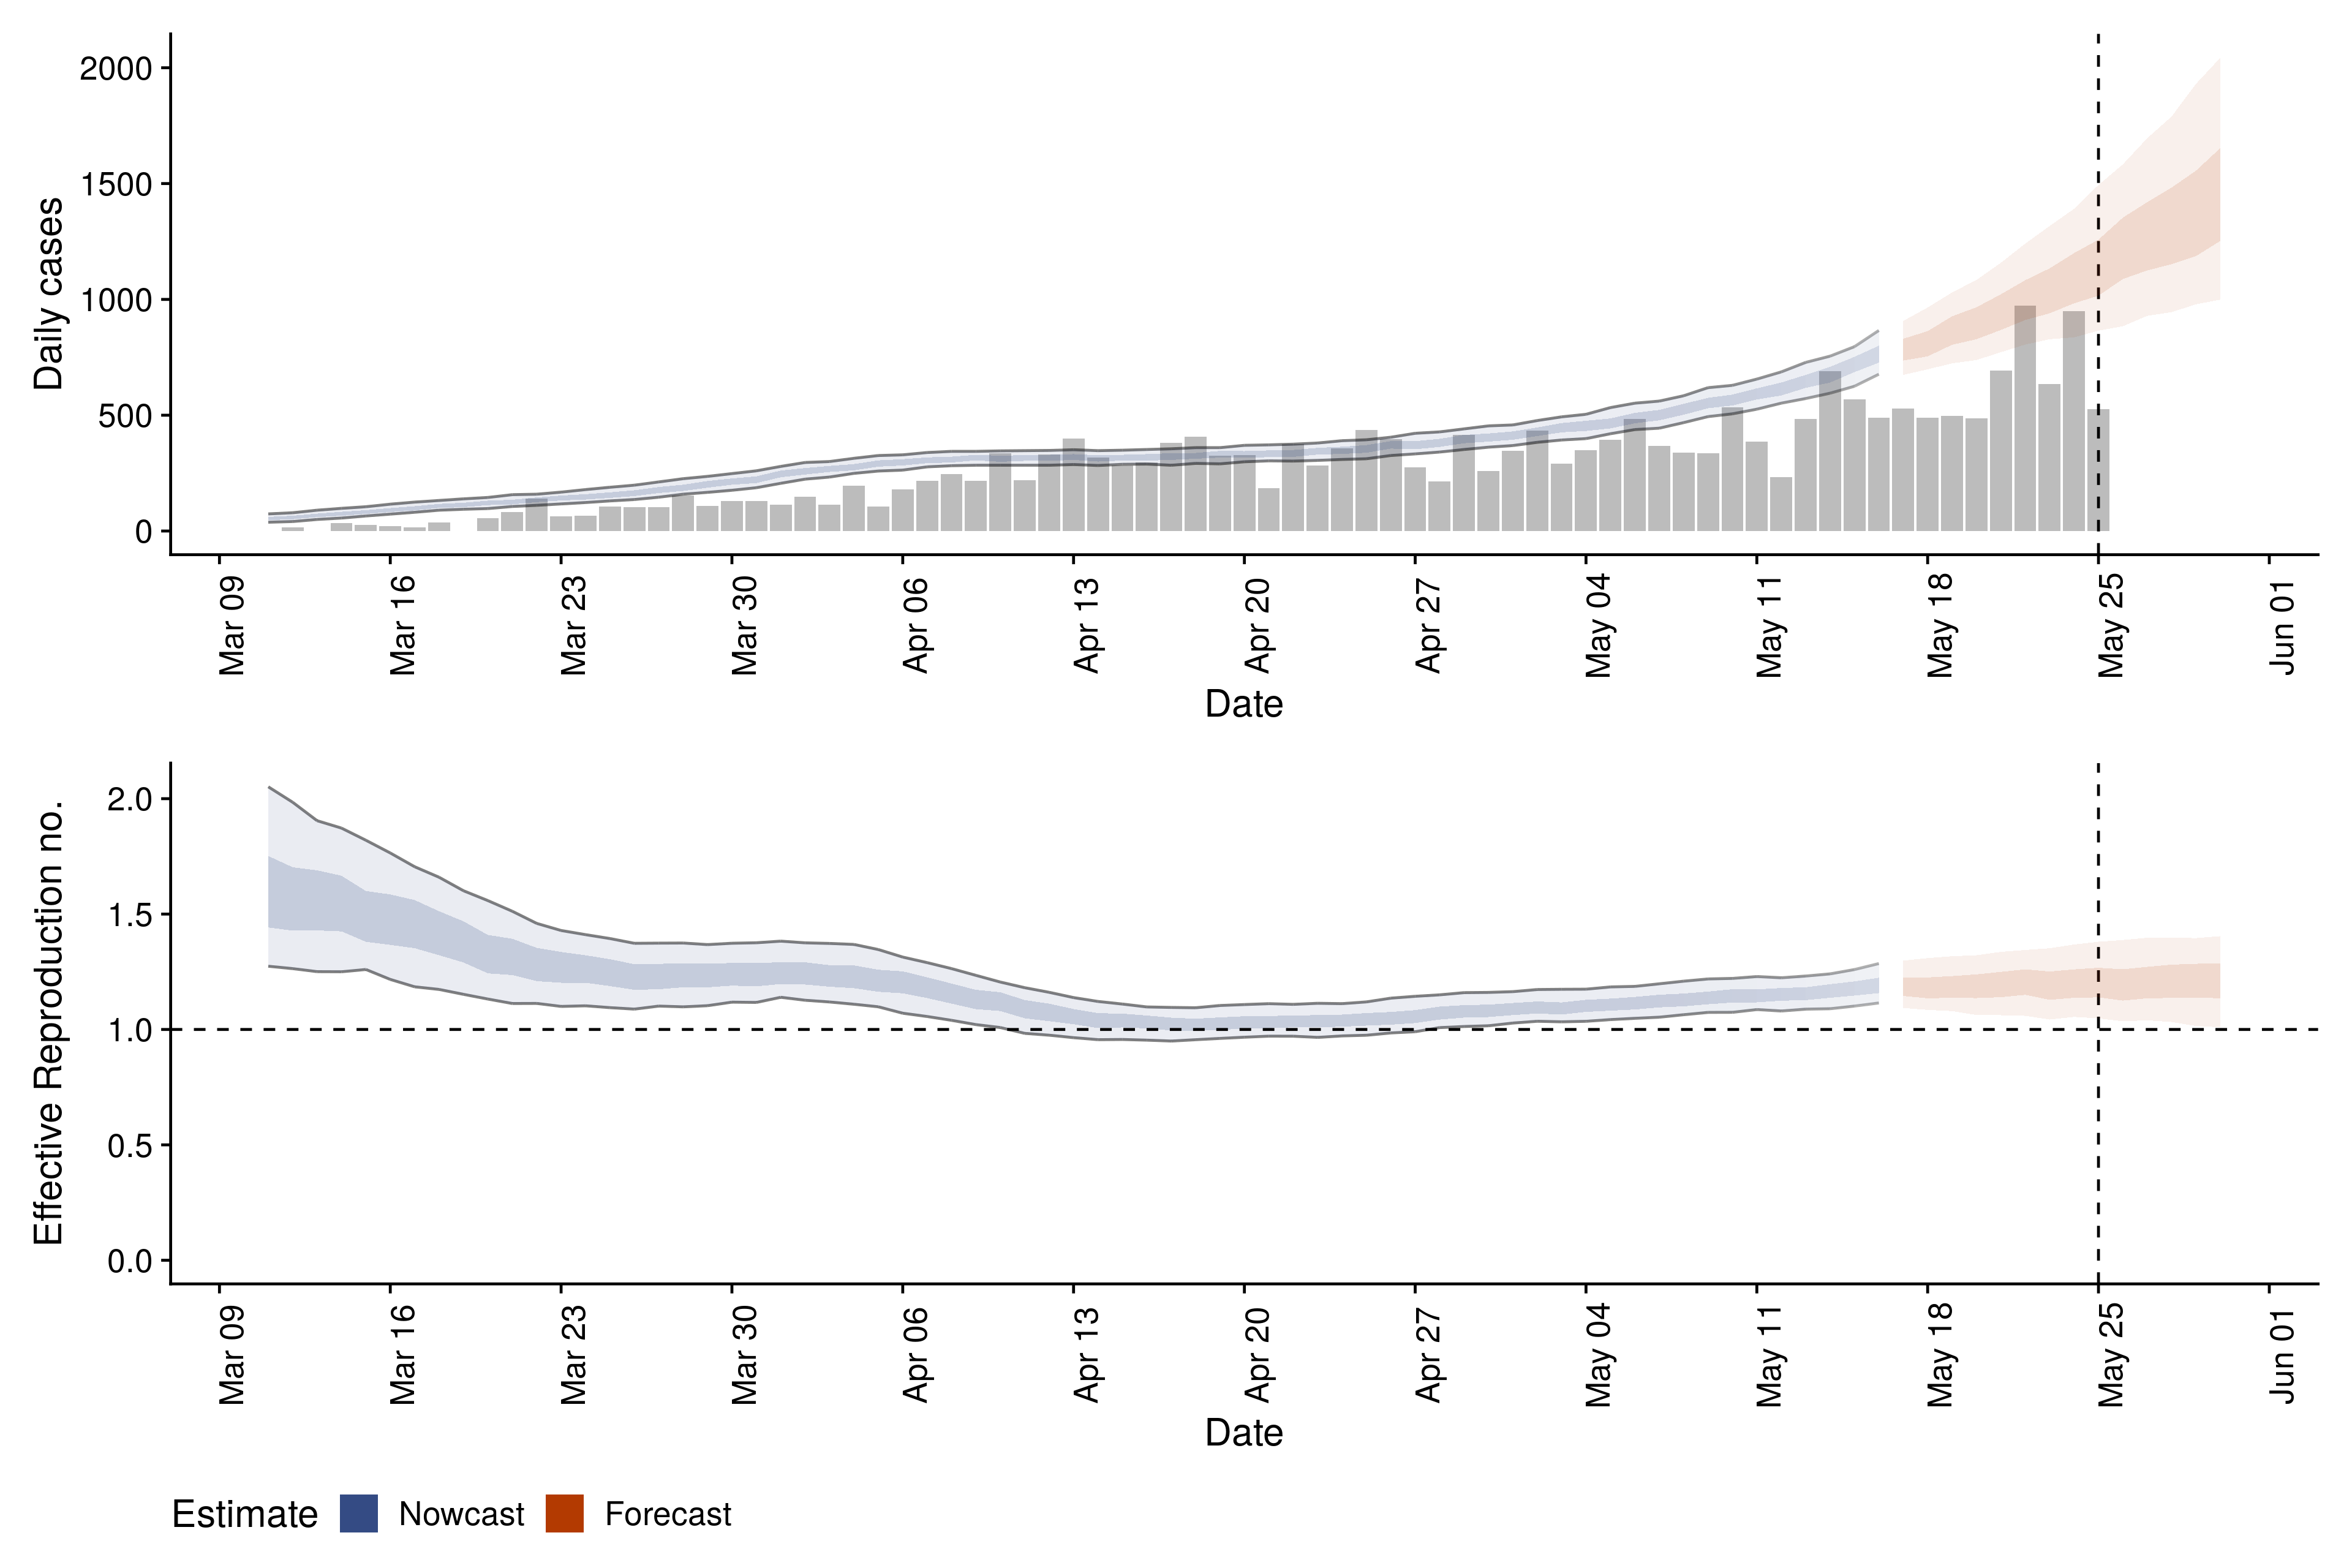 Daily cases
2000
1500
1000
500
0
Mar 09 Mar 16 Mar 23 Mar 30 Apr 06 Apr 13 Apr 20 Apr 27 May 04 May 11 May 18 May 25 Jun 01
Date
Effective Reproduction no.
2.0
1.5
1.0
0.5
0.0
Mar 09 Mar 16 Mar 23 Mar 30 Apr 06 Apr 13 Apr 20 Apr 27 May 04 May 11 May 18 May 25 Jun 01
Date
Estimate Nowcast Forecast